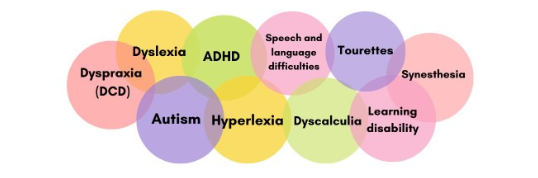 Dyspraxia
(DCD)
Dyslexia
ADHD
Speech and
language
difficulties
Tourettes
Synesthesia
Autism
Hyperlexia
Dyscalculia
Learning
disability